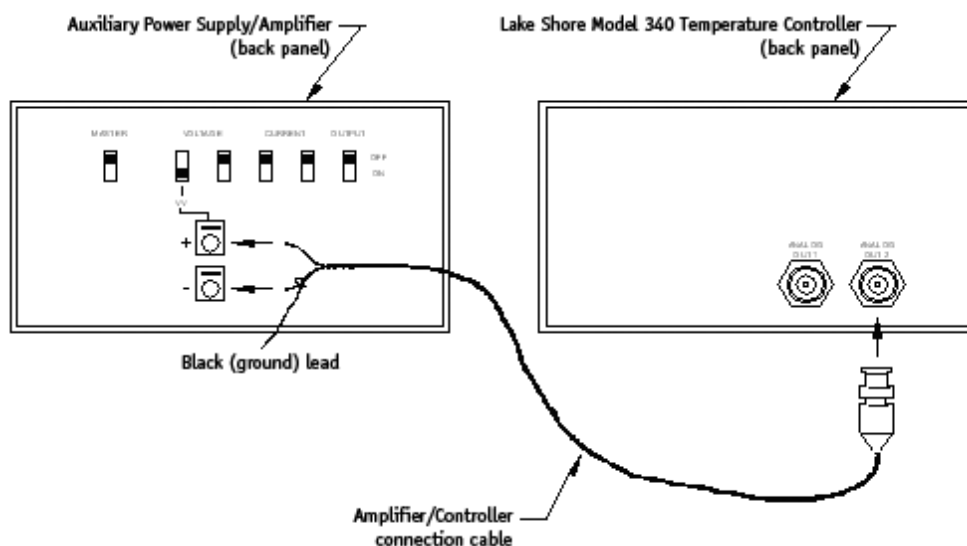 Auxiliary Power Supply/Amplifier
(back panel)
Lake Shore Model 340 Temperature Controller
(back panel)
MASTER VOLTAGE CURRENT OUTPUT
OFF
ON
VV
+
-
ANALOG ANALOG
OUT 1 OUT 2
Black (ground) lead
Amplifier/Controller
connection cable